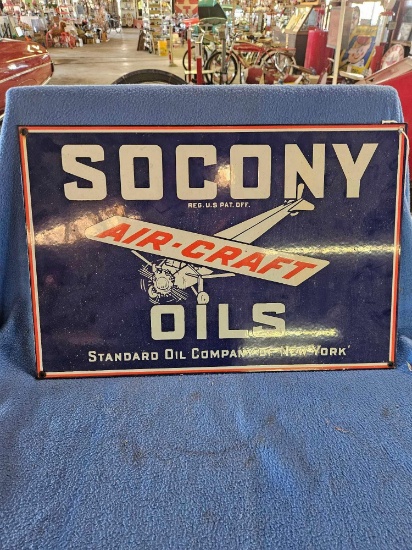 SOCONY
REG. U.S. PAT. OFF.
AIR-CRAFT
OILS
STANDARD OIL COMPANY OF NEW YORK